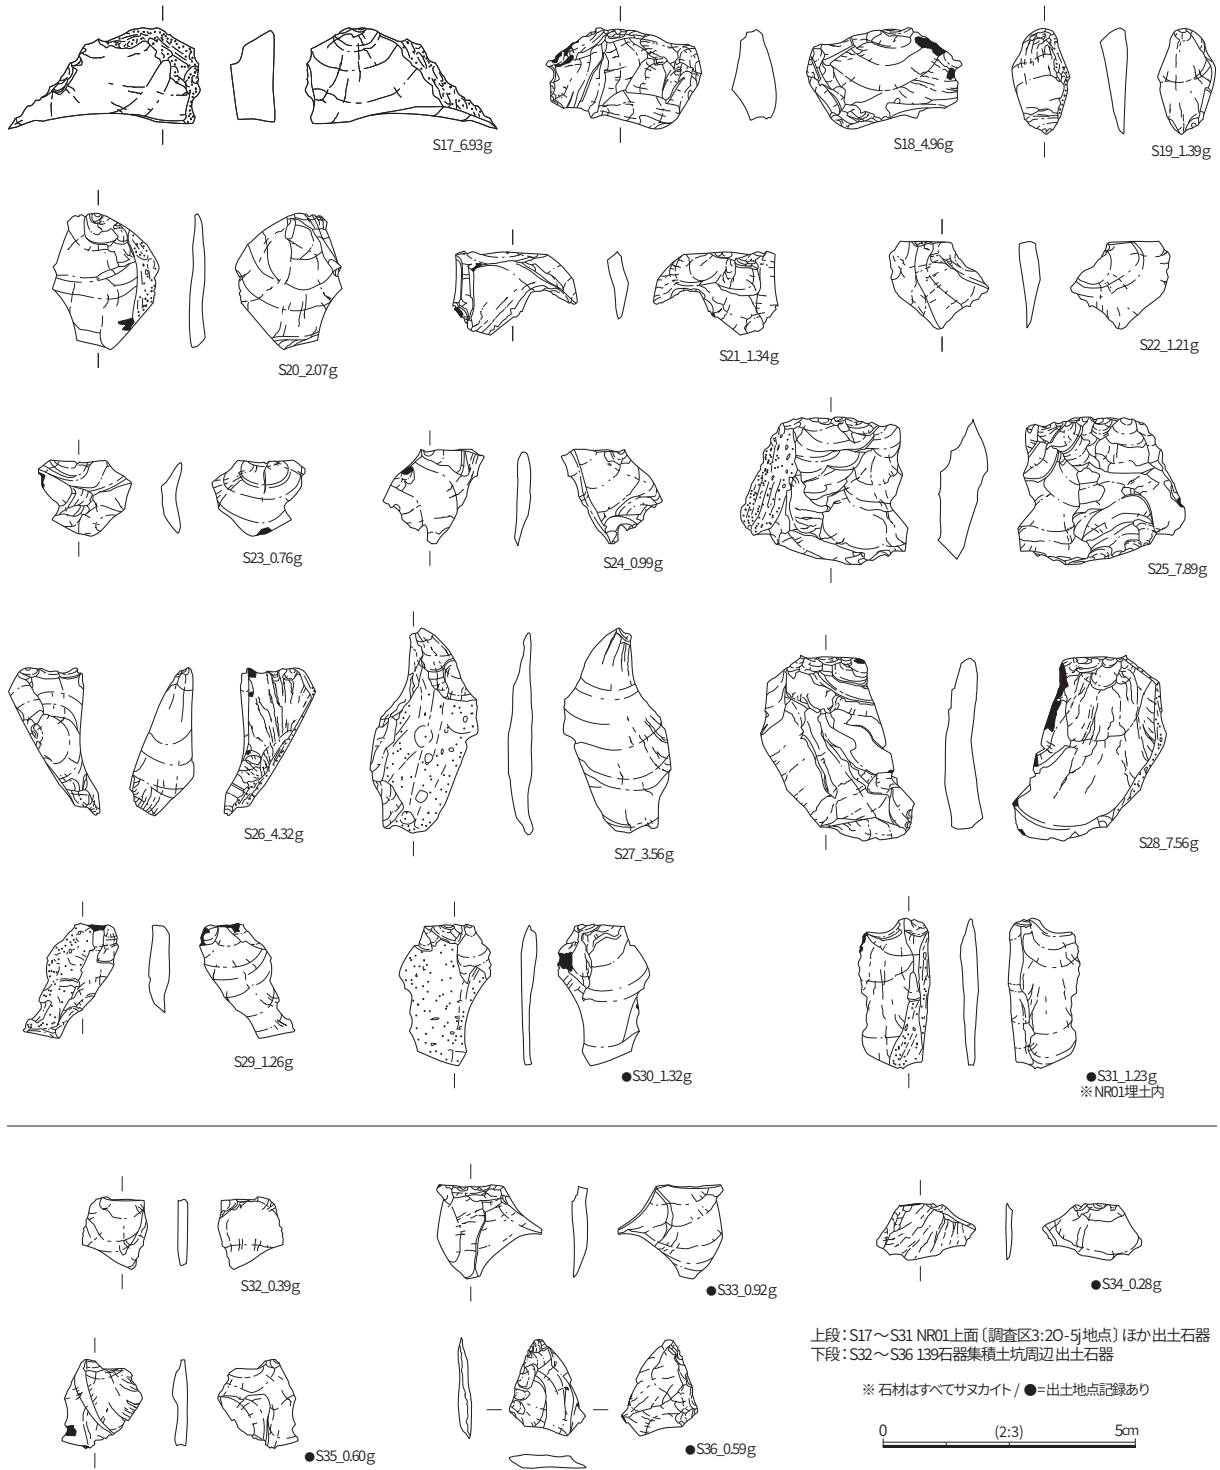 S17_6.93g
S18_4.96g
S19_1.39g
S20_2.07g
S21_1.34g
S22_1.21g
S23_0.76g
S24_0.99g
S25_7.89g
S26_4.32g
S27_3.56g
S28_7.56g
S29_1.26g
●S30_1.32g
●S31_1.23g
※NR01埋土内
S32_0.39g
●S33_0.92g
●S34_0.28g
上段：S17～S31 NR01上面〔調査区3:2O-5j地点〕ほか出土石器
下段：S32～S36 139石器集積土坑周辺出土石器
※ 石材はすべてサヌカイト / ●=出土地点記録あり
0 (2:3) 5cm
●S35_0.60g
●S36_0.59g